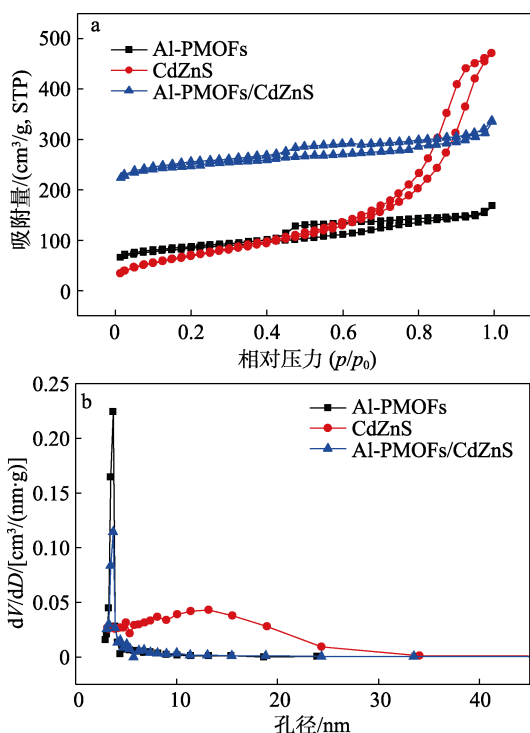 a
Al-PMOFs
CdZnS
Al-PMOFs/CdZnS
吸附量/(cm³/g, STP)
500
400
300
200
100
0
0 0.2 0.4 0.6 0.8 1.0
相对压力 (p/p₀)
b
Al-PMOFs
CdZnS
Al-PMOFs/CdZnS
dV/dD/[cm³/(nm·g)]
0.25
0.20
0.15
0.10
0.05
0
0 10 20 30 40
孔径/nm